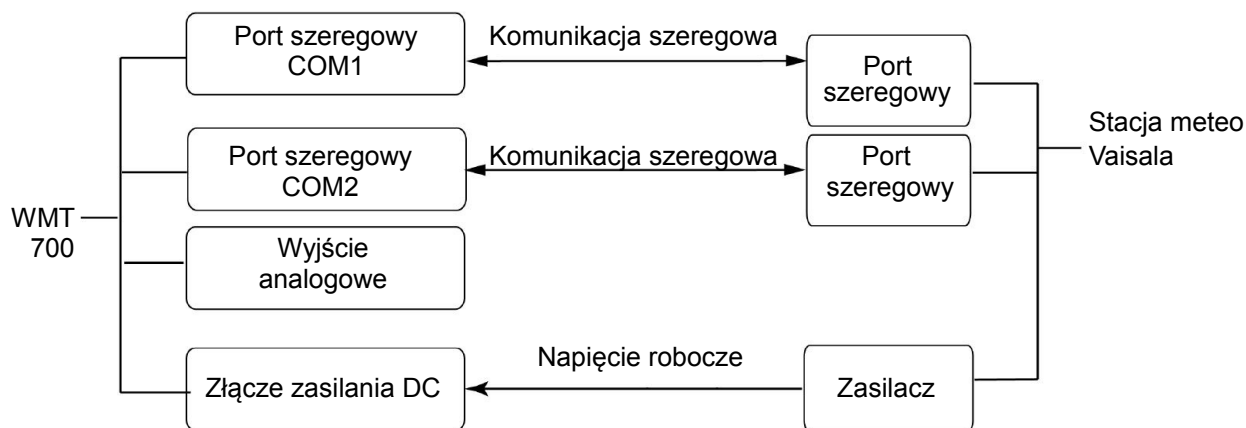 Port szeregowy
COM1
Komunikacja szeregowa
Port
szeregowy
Port szeregowy
COM2
Komunikacja szeregowa
Port
szeregowy
Stacja meteo
Vaisala
WMT
700
Wyjście
analogowe
Złącze zasilania DC
Napięcie robocze
Zasilacz